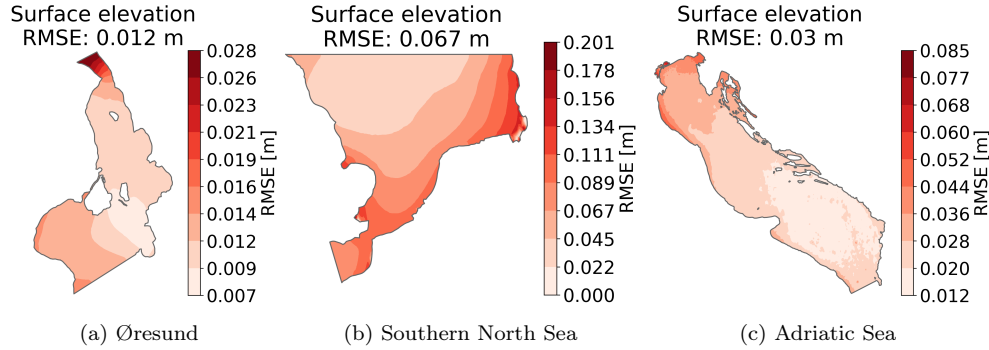 Surface elevation
RMSE: 0.012 m
0.028
0.026
0.023
0.021
0.019
0.016
0.014
0.012
0.009
0.007
RMSE [m]
(a) Øresund
Surface elevation
RMSE: 0.067 m
0.201
0.178
0.156
0.134
0.111
0.089
0.067
0.045
0.022
0.000
RMSE [m]
(b) Southern North Sea
Surface elevation
RMSE: 0.03 m
0.085
0.077
0.068
0.060
0.052
0.044
0.036
0.028
0.020
0.012
RMSE [m]
(c) Adriatic Sea